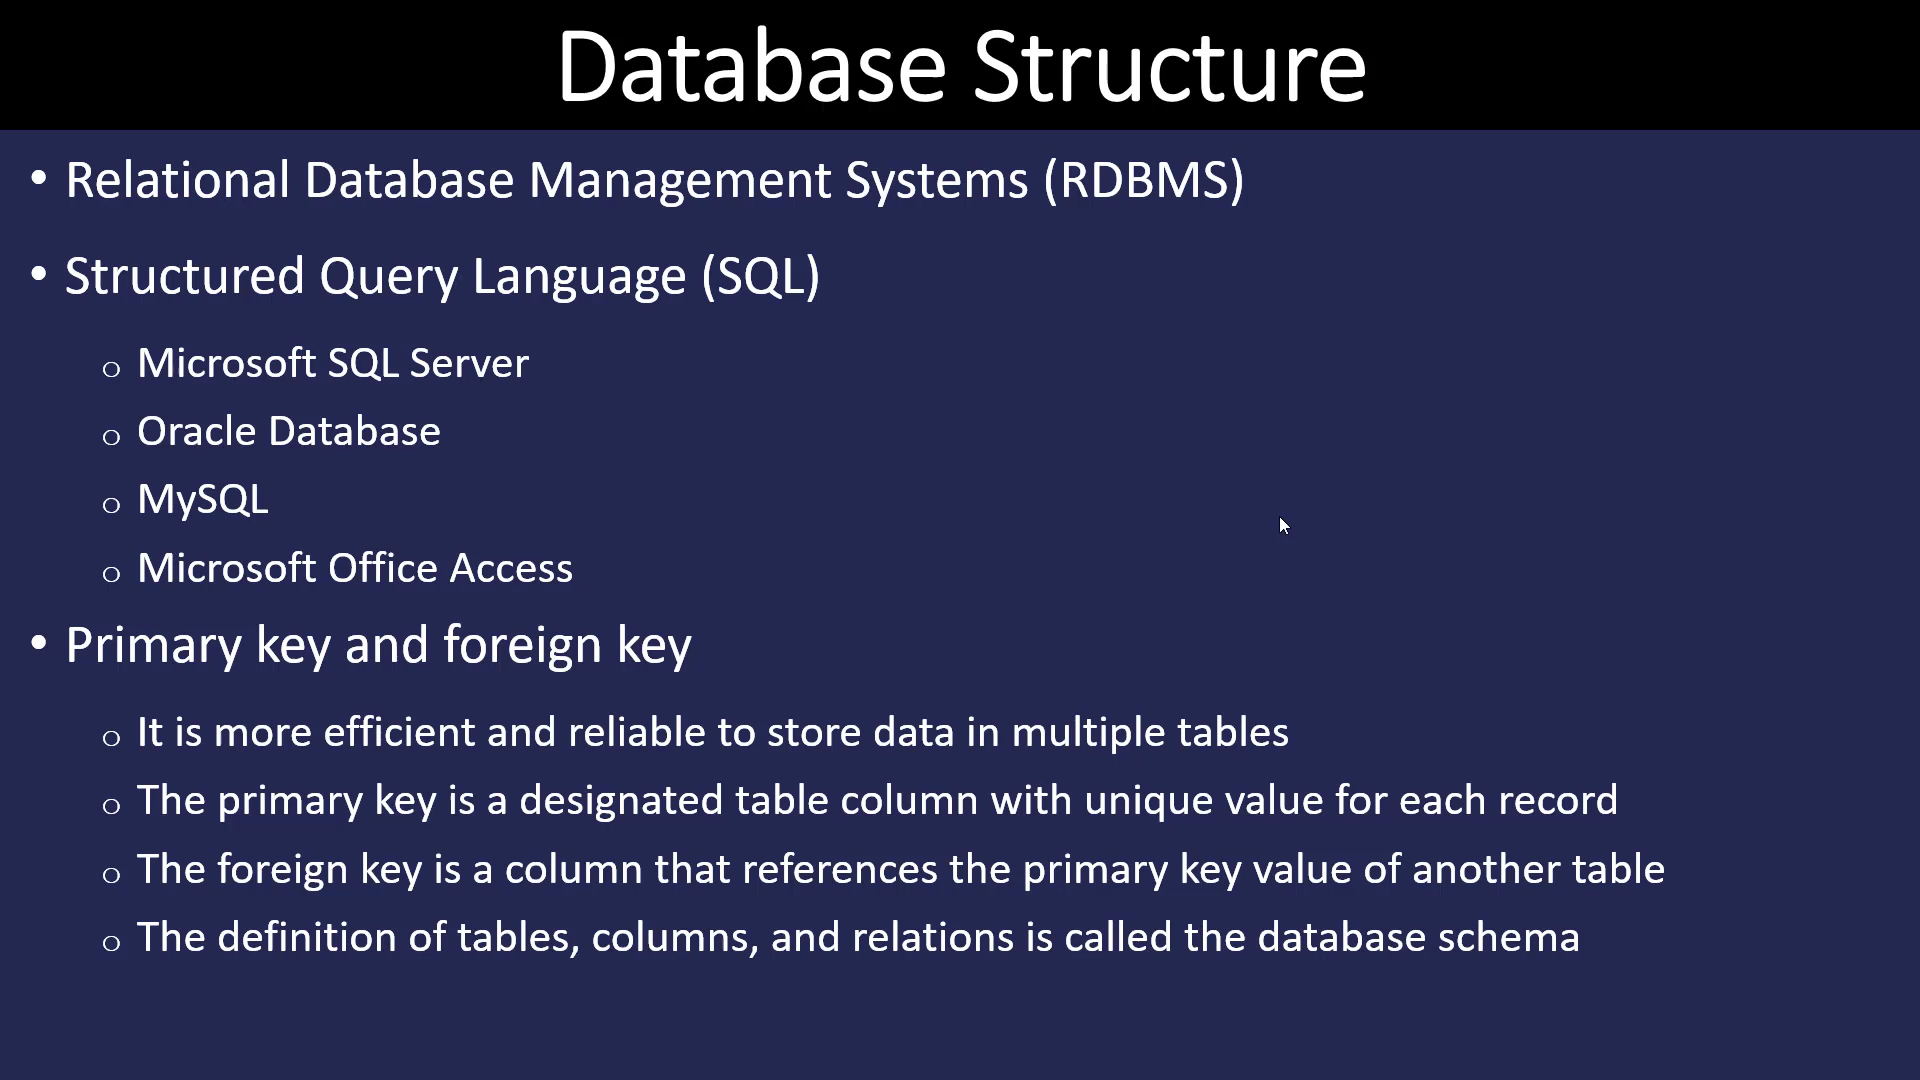 Database Structure
• Relational Database Management Systems (RDBMS)
• Structured Query Language (SQL)
o Microsoft SQL Server
o Oracle Database
o MySQL
o Microsoft Office Access
• Primary key and foreign key
o It is more efficient and reliable to store data in multiple tables
o The primary key is a designated table column with unique value for each record
o The foreign key is a column that references the primary key value of another table
o The definition of tables, columns, and relations is called the database schema